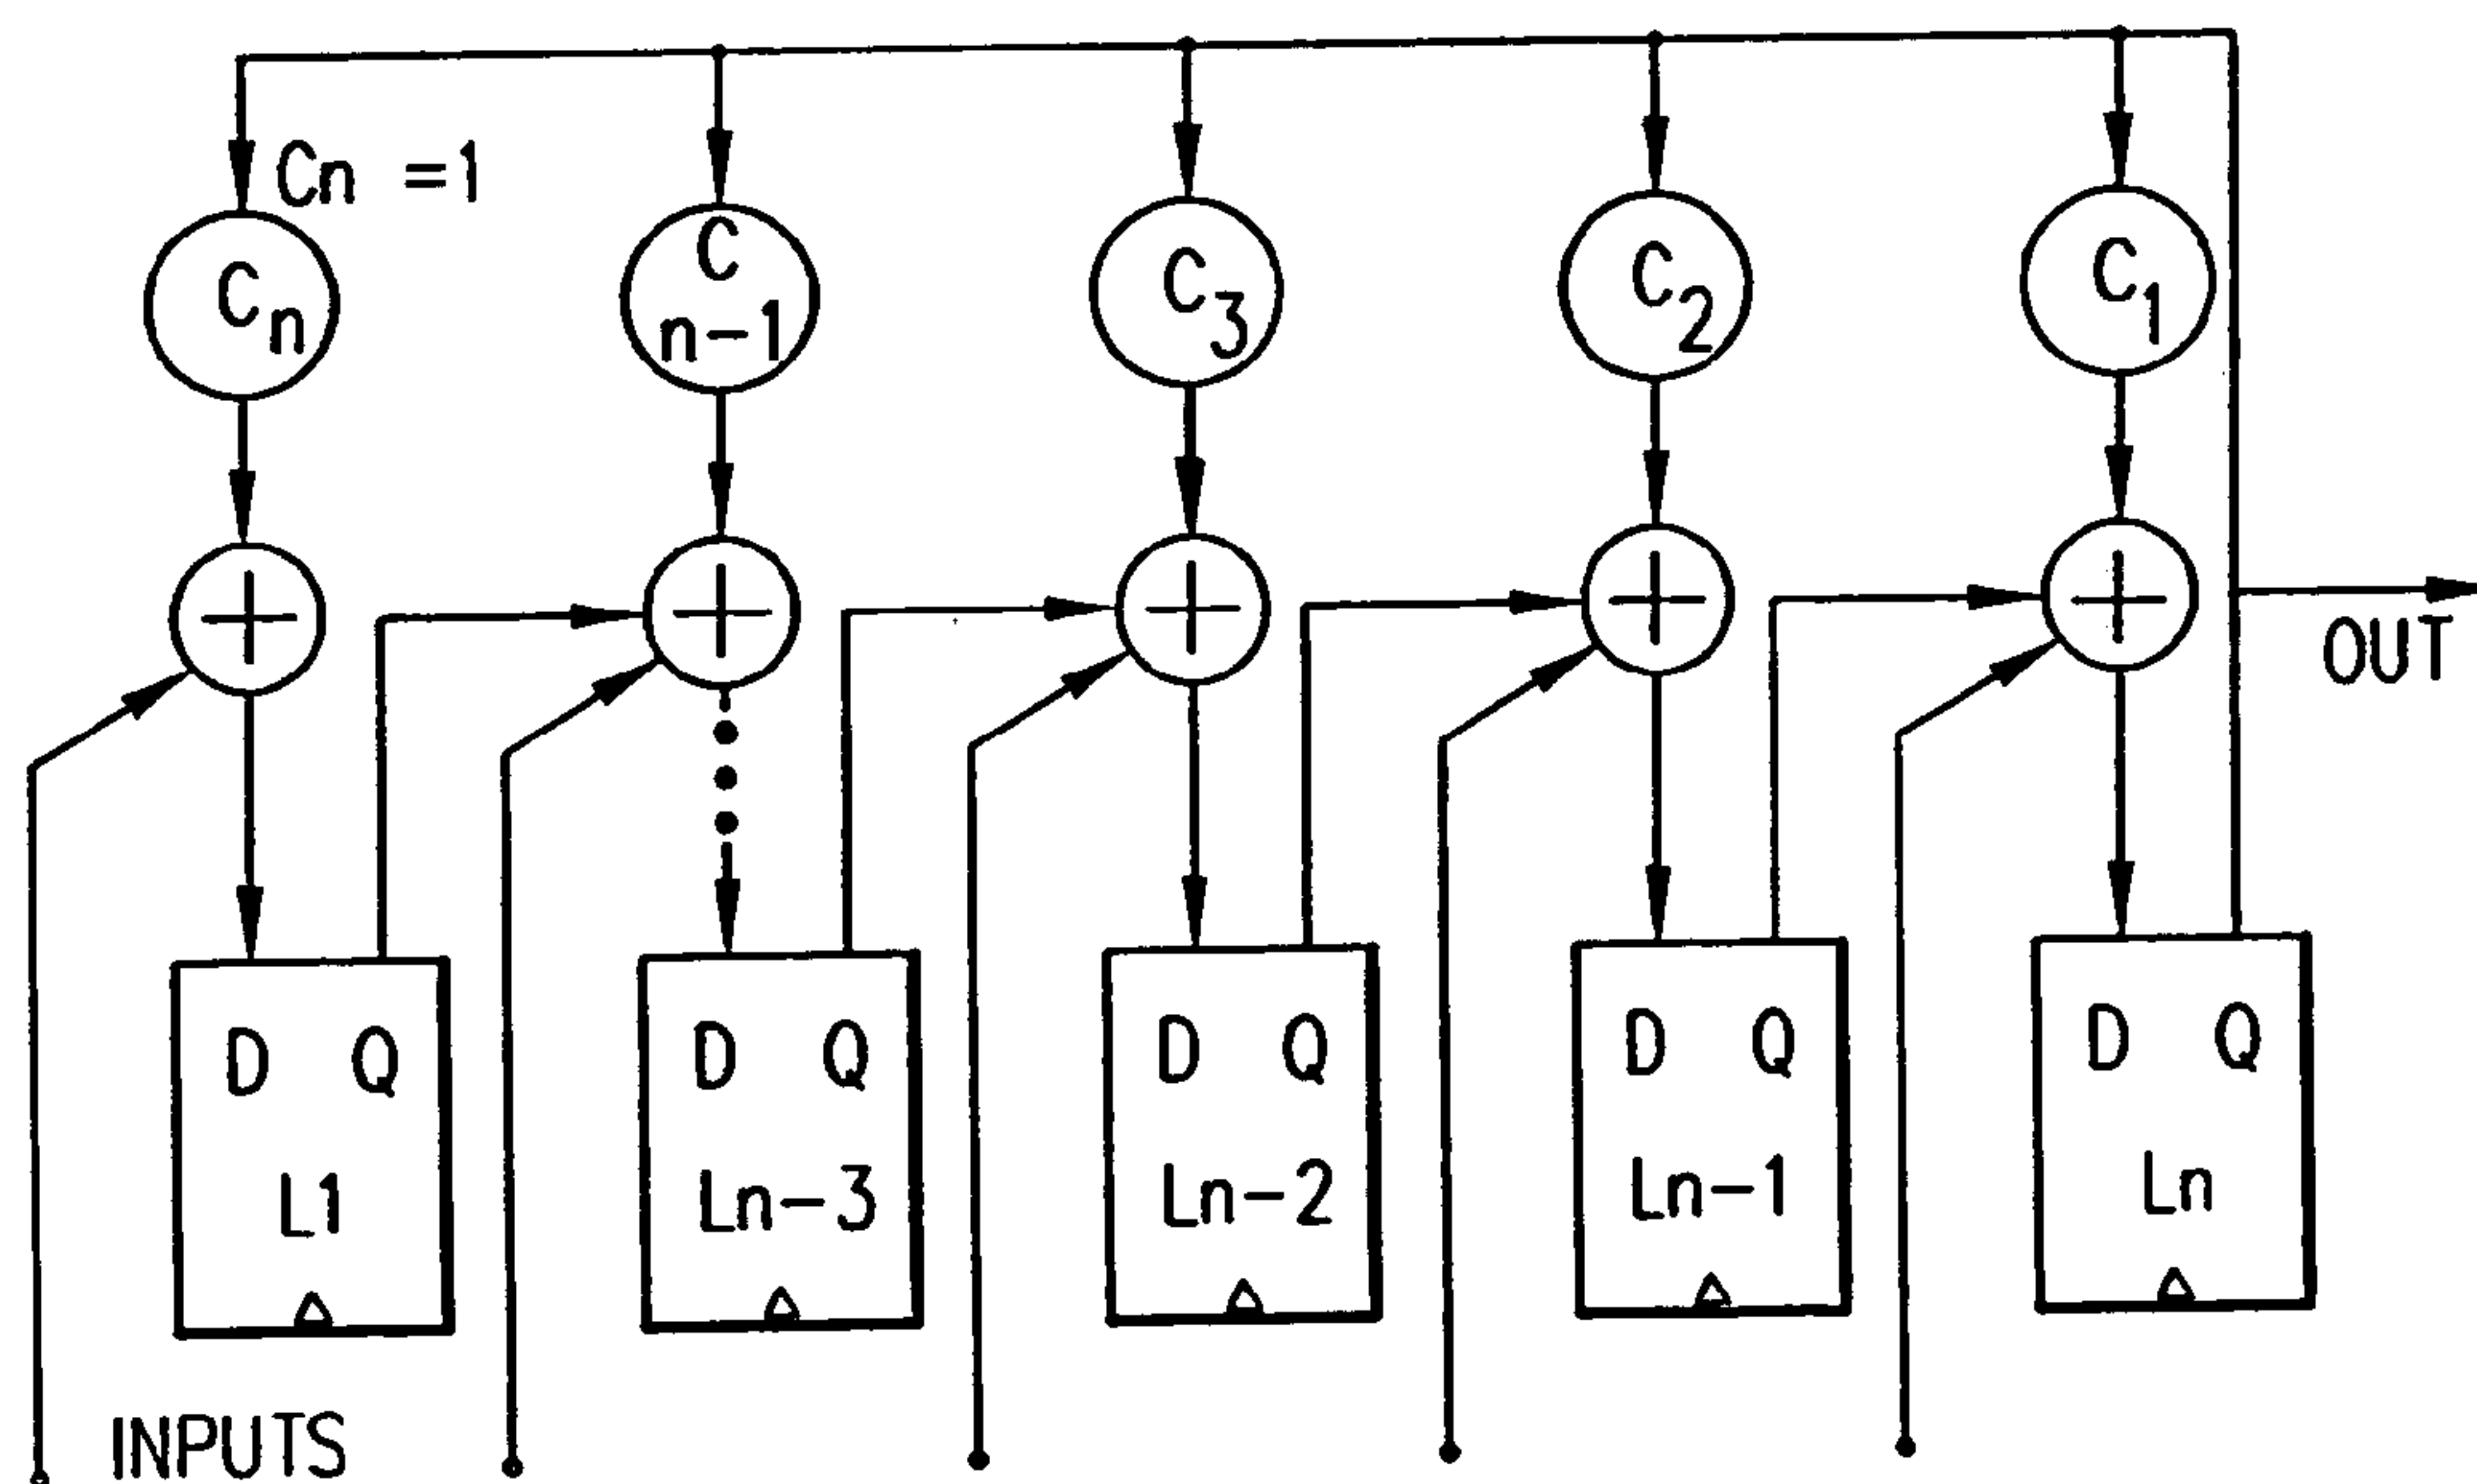 Cn =1
Cn
C
n-1
C3
C2
C1
OUT
D Q
L1
D Q
Ln-3
D Q
Ln-2
D Q
Ln-1
D Q
Ln
INPUTS